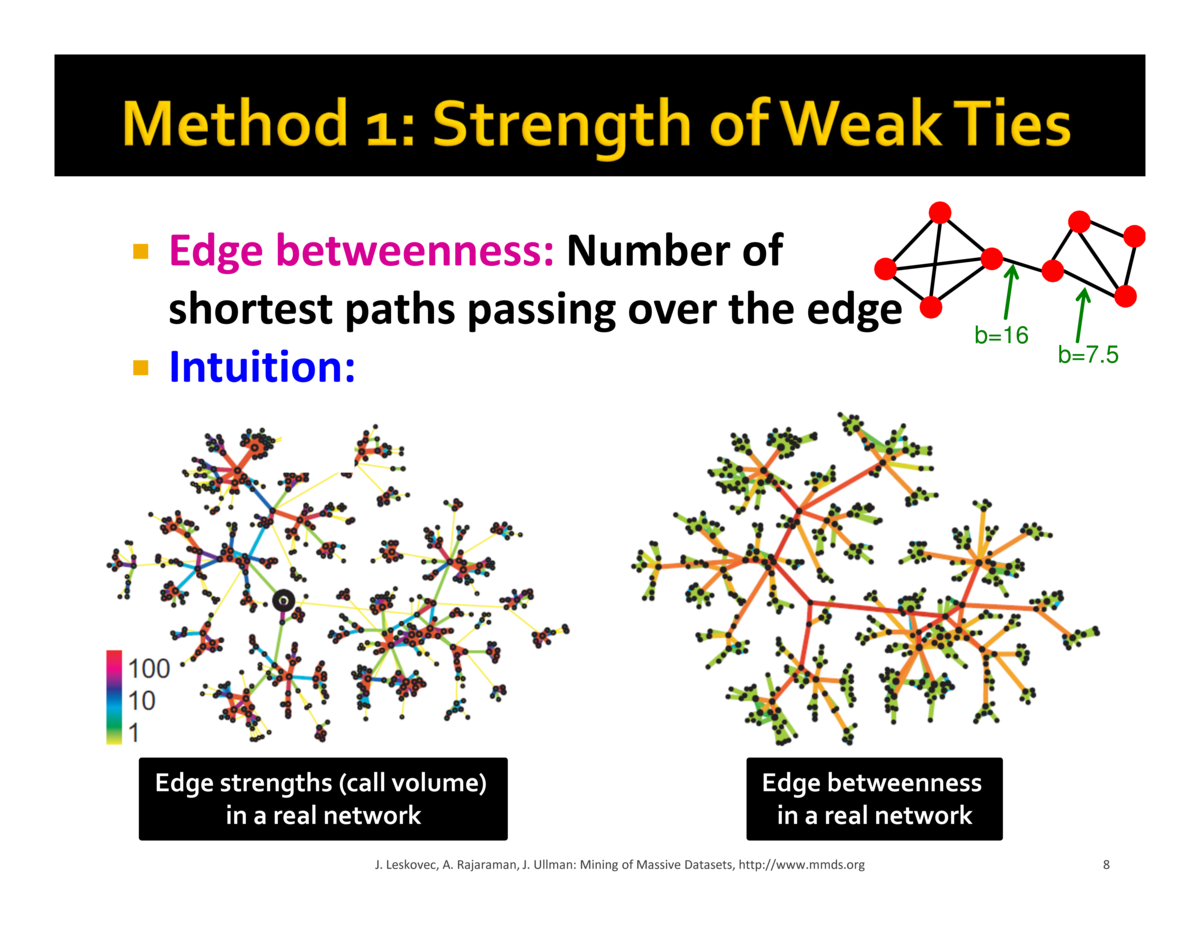 Method 1: Strength of Weak Ties
Edge betweenness: Number of
shortest paths passing over the edge
b=16
b=7.5
Intuition:
100
10
1
Edge strengths (call volume)
in a real network
Edge betweenness
in a real network
J. Leskovec, A. Rajaraman, J. Ullman: Mining of Massive Datasets, http://www.mmds.org
8